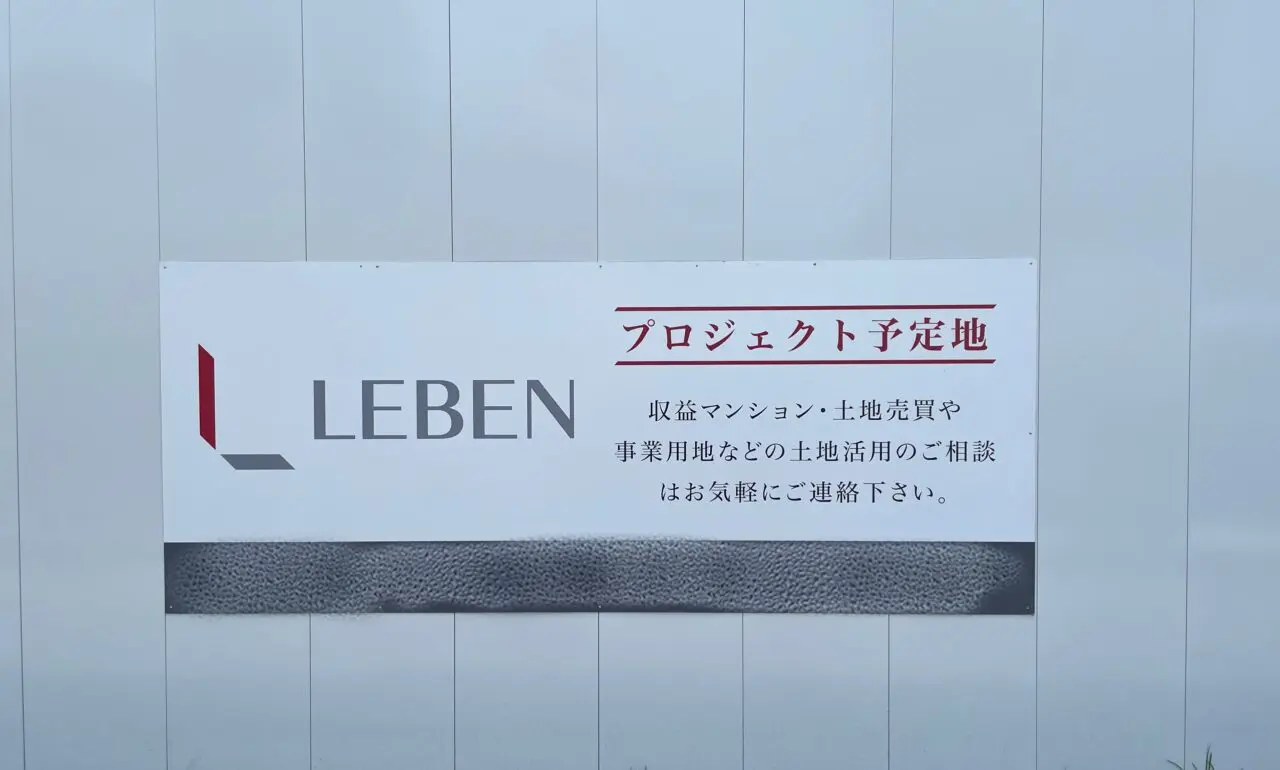 LEBEN
プロジェクト予定地
収益マンション・土地売買や
事業用地などの土地活用のご相談
はお気軽にご連絡下さい。